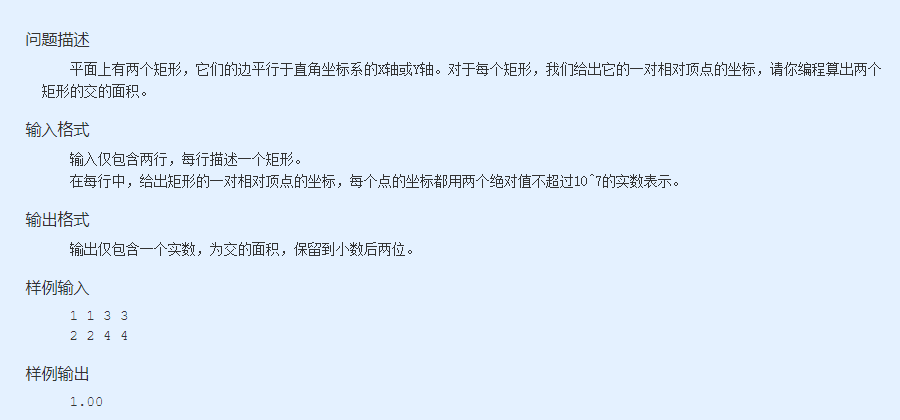 问题描述
平面上有两个矩形，它们的边平行于直角坐标系的X轴或Y轴。对于每个矩形，我们给出它的一对相对顶点的坐标，请你编程算出两个
矩形的交的面积。
输入格式
输入仅包含两行，每行描述一个矩形。
在每行中，给出矩形的一对相对顶点的坐标，每个点的坐标都用两个绝对值不超过10^7的实数表示。
输出格式
输出仅包含一个实数，为交的面积，保留到小数后两位。
样例输入
1 1 3 3
2 2 4 4
样例输出
1.00